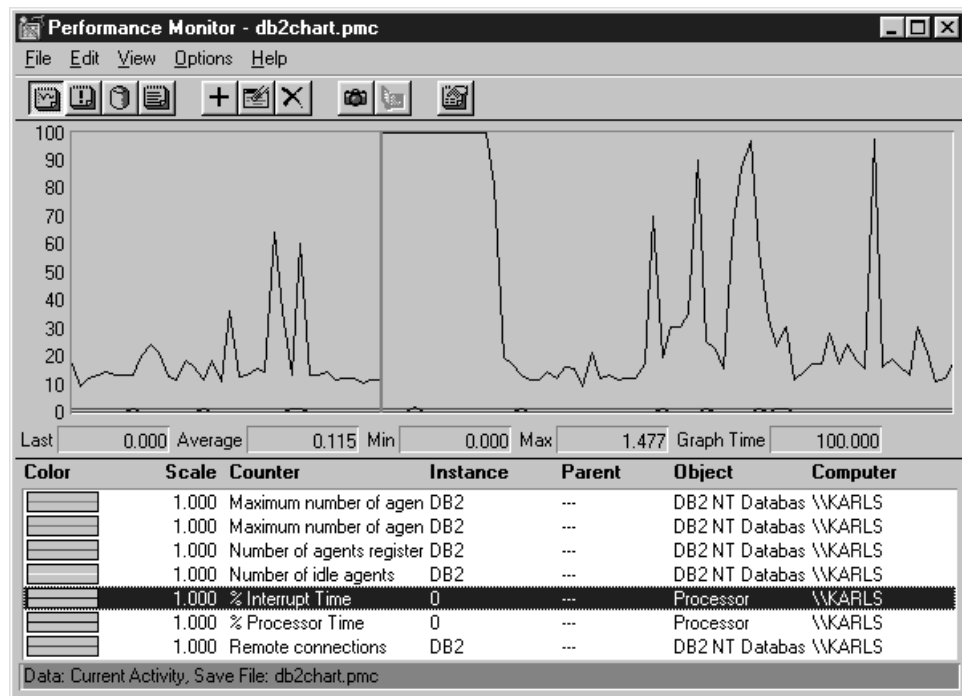 Performance Monitor - db2chart.pmc
File Edit View Options Help
100
90
80
70
60
50
40
30
20
10
0
Last 0.000 Average 0.115 Min 0.000 Max 1.477 Graph Time 100.000
Color Scale Counter Instance Parent Object Computer
1.000 Maximum number of agen DB2 --- DB2 NT Databas \\KARLS
1.000 Maximum number of agen DB2 --- DB2 NT Databas \\KARLS
1.000 Number of agents register DB2 --- DB2 NT Databas \\KARLS
1.000 Number of idle agents DB2 --- DB2 NT Databas \\KARLS
1.000 % Interrupt Time 0 --- Processor \\KARLS
1.000 % Processor Time 0 --- Processor \\KARLS
1.000 Remote connections DB2 --- DB2 NT Databas \\KARLS
Data: Current Activity, Save File: db2chart.pmc